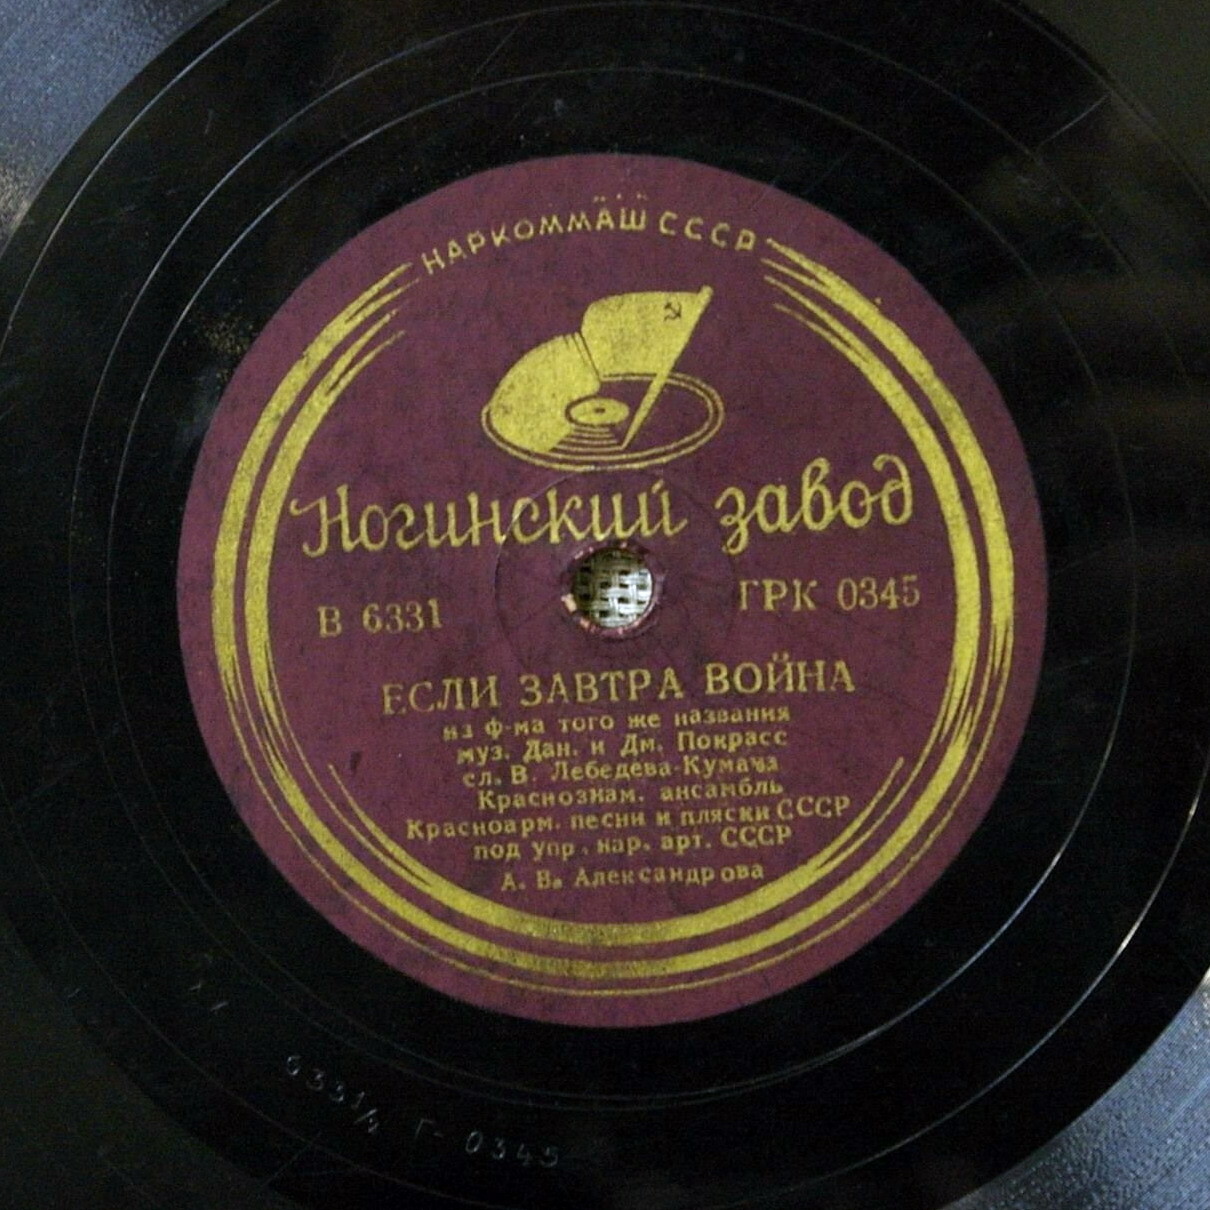 НАРКОММАШ СССР
Ногинский завод
В 6331 ГРК 0345
ЕСЛИ ЗАВТРА ВОЙНА
из ф-ма того же названия
муз. Дан. и Дм. Покрасс
сл. В. Лебедева-Кумача
Краснознам. ансамбль
Красноарм. песни и пляски СССР
под упр. нар. арт. СССР
А. В. Александрова
6331/2 Г- 0345